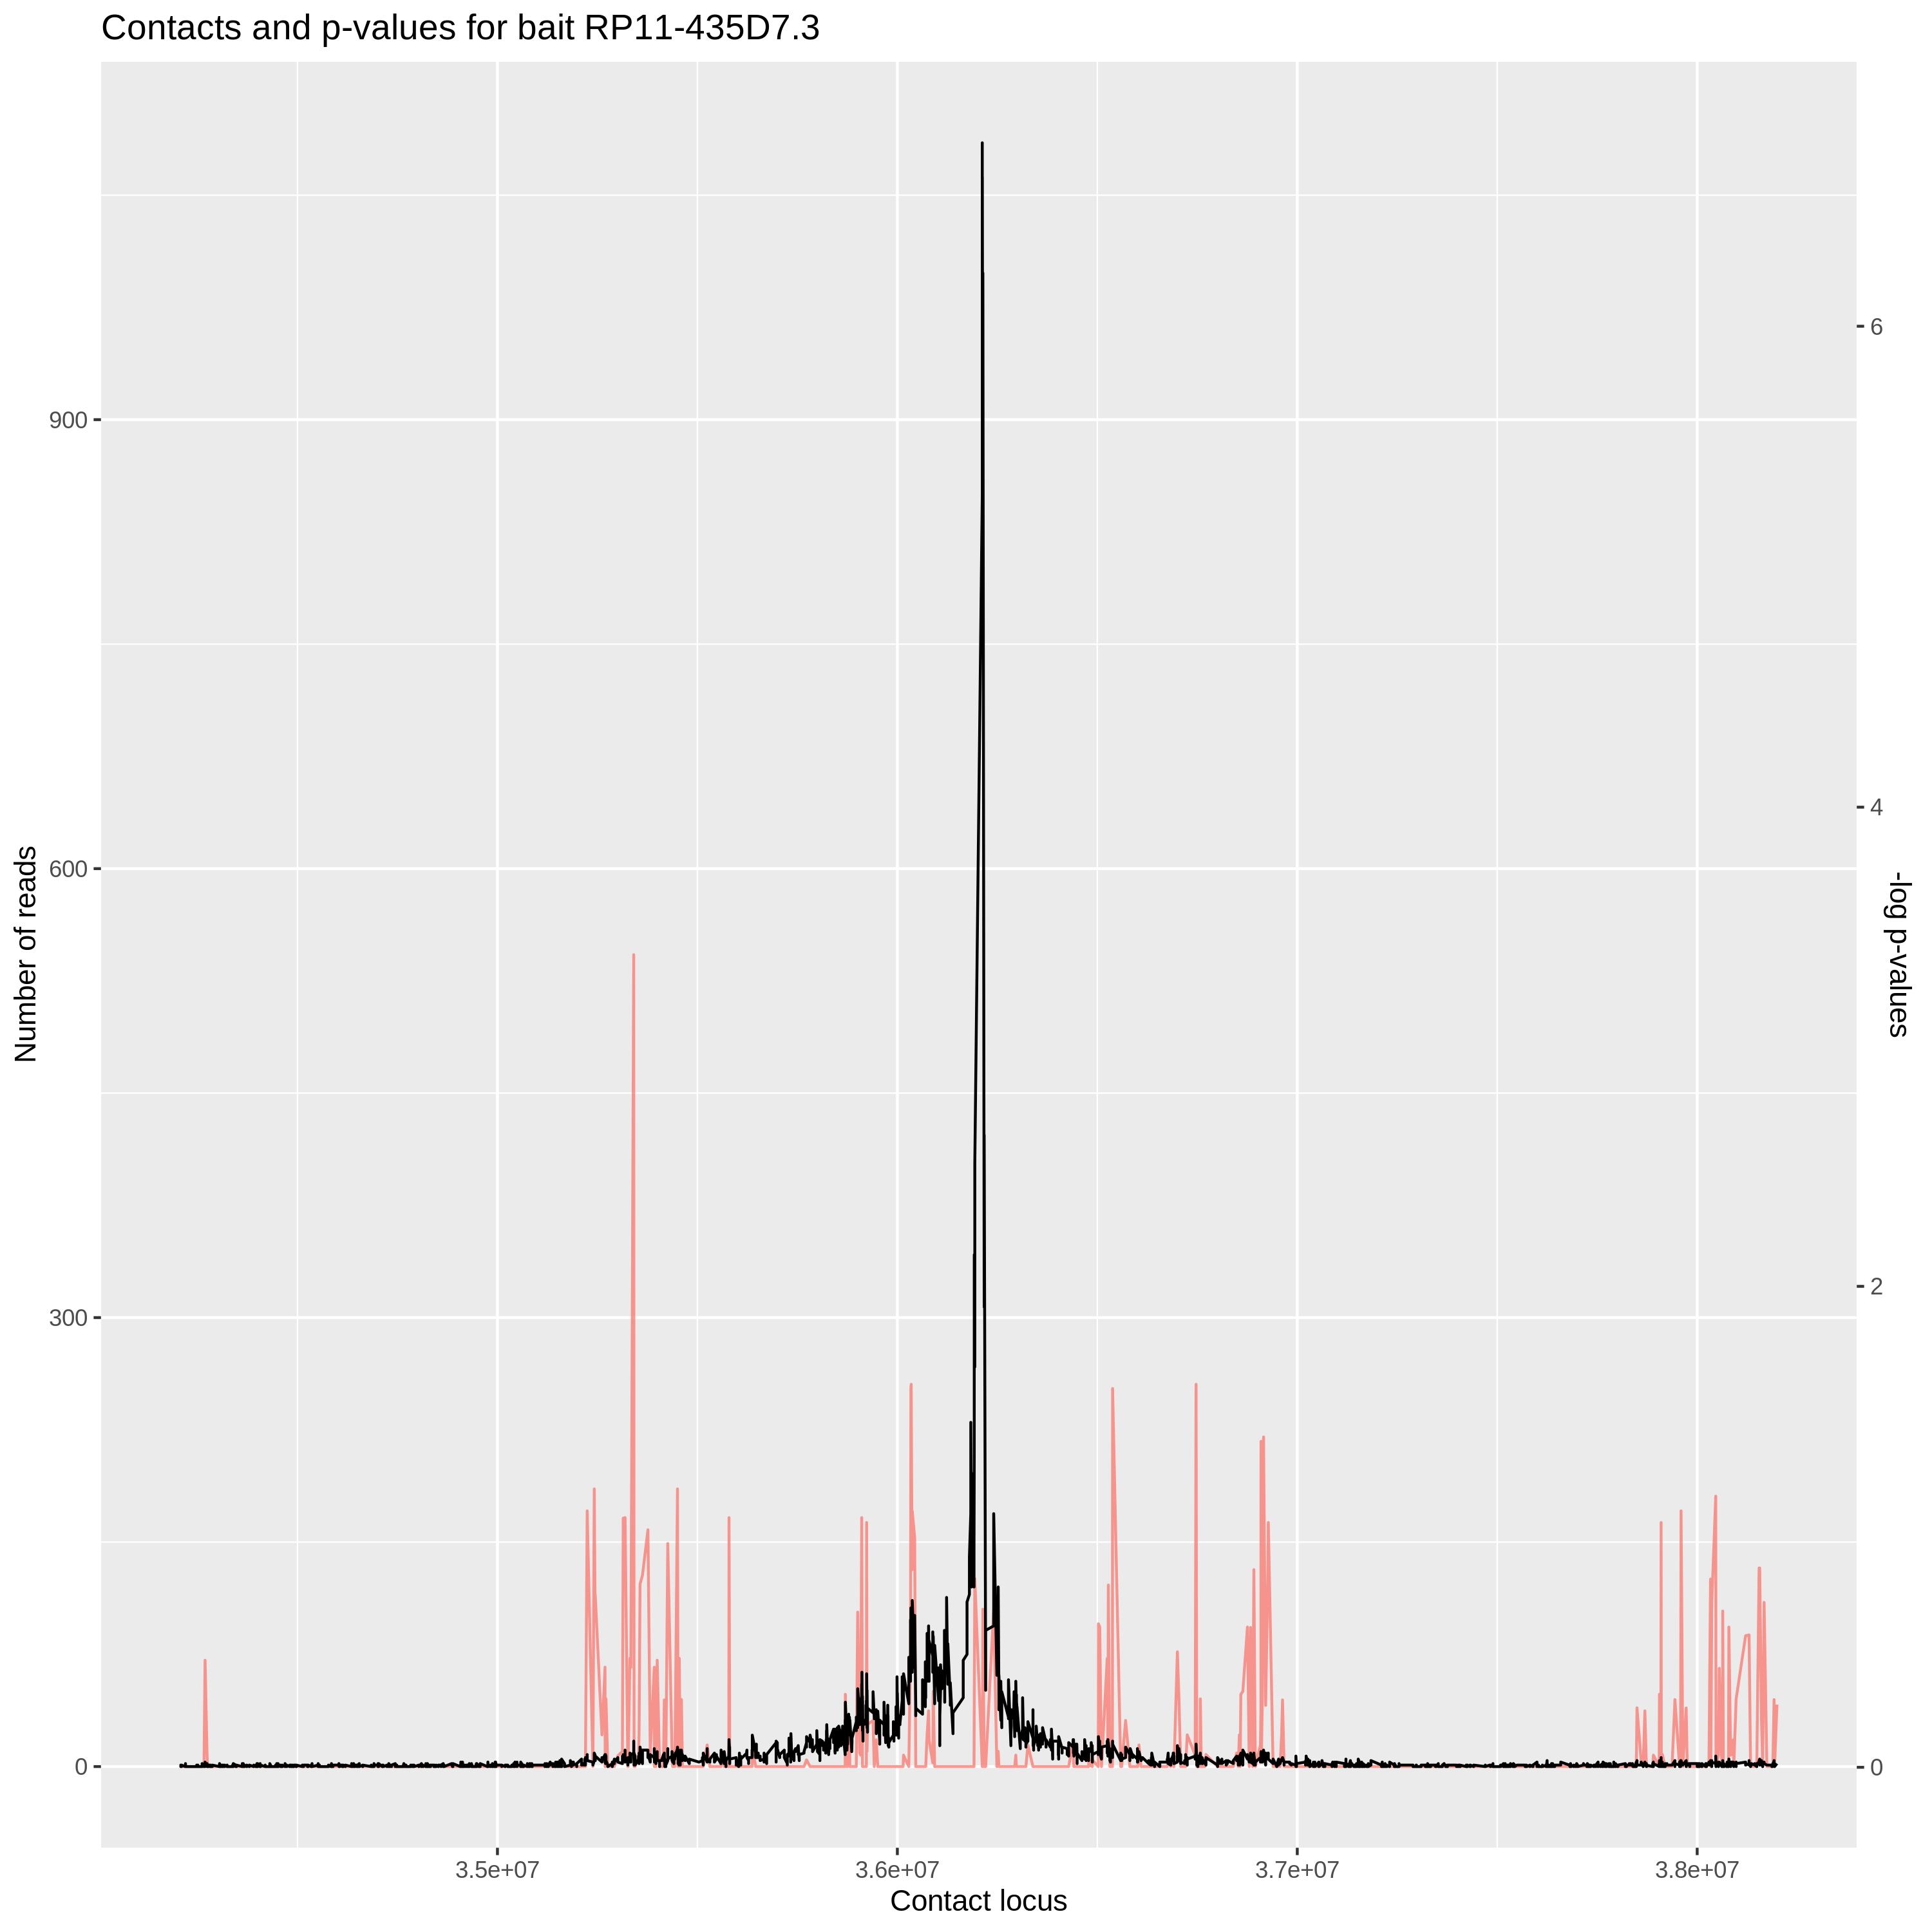 Contacts and p-values for bait RP11-435D7.3
Number of reads
900
600
300
0
6
4
2
0
-log p-values
3.5e+07 3.6e+07 3.7e+07 3.8e+07
Contact locus